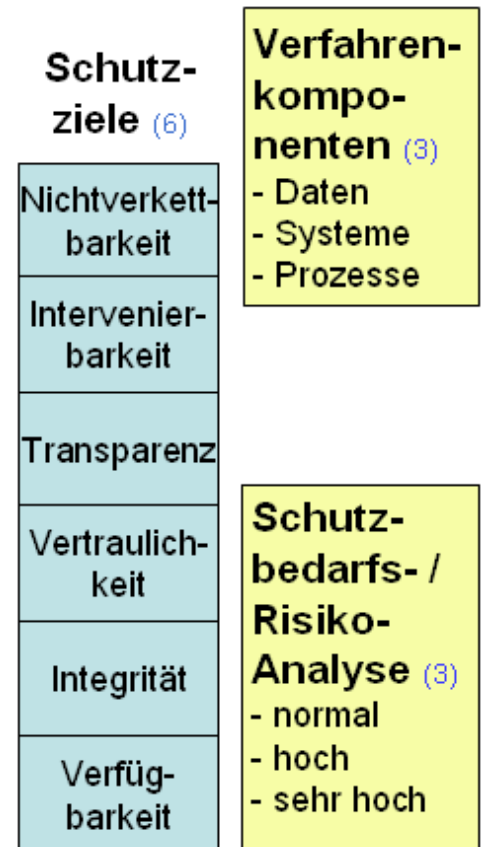 Schutz-
ziele (6)
Nichtverkett-
barkeit
Intervenier-
barkeit
Transparenz
Vertraulich-
keit
Integrität
Verfüg-
barkeit
Verfahren-
kompo-
nenten (3)
- Daten
- Systeme
- Prozesse
Schutz-
bedarfs- /
Risiko-
Analyse (3)
- normal
- hoch
- sehr hoch